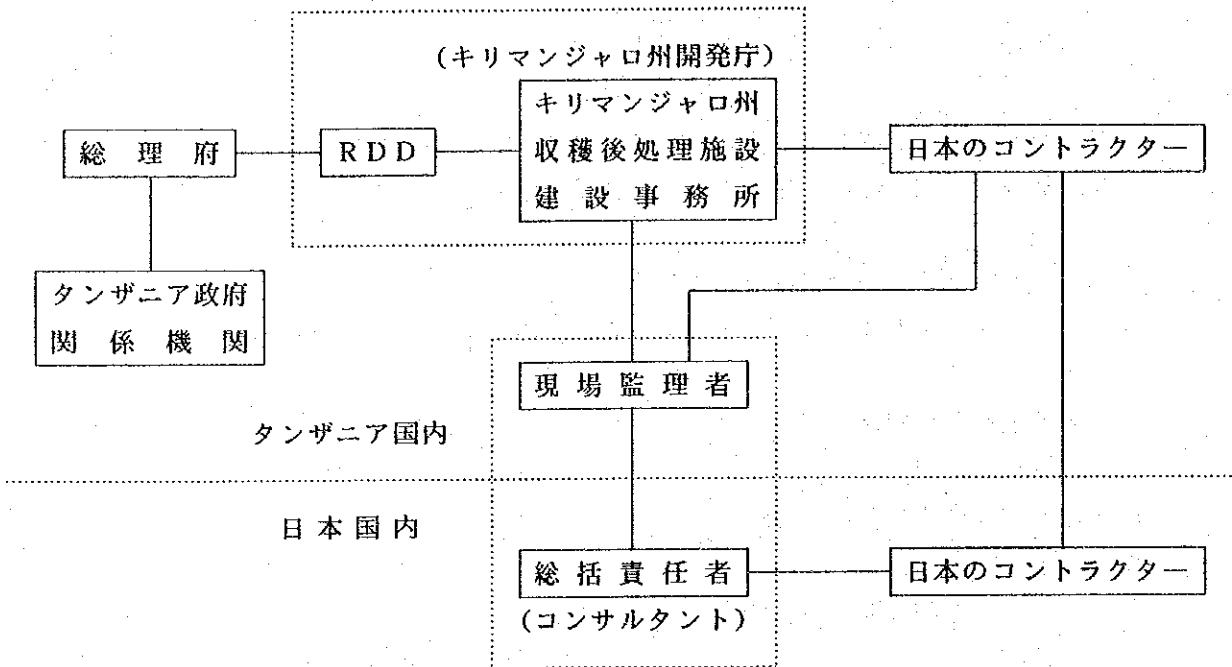 (キリマンジャロ州開発庁)
キリマンジャロ州
収穫後処理施設
建設事務所
総理府
RDD
日本のコントラクター
タンザニア政府
関係機関
現場監理者
タンザニア国内
日本国内
総括責任者
(コンサルタント)
日本のコントラクター